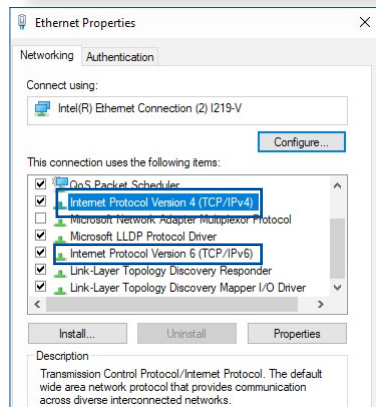 Ethernet Properties
Networking Authentication
Connect using:
Intel(R) Ethernet Connection (2) I219-V
Configure...
This connection uses the following items:
QoS Packet Scheduler
Internet Protocol Version 4 (TCP/IPv4)
Microsoft Network Adapter Multiplexor Protocol
Microsoft LLDP Protocol Driver
Internet Protocol Version 6 (TCP/IPv6)
Link-Layer Topology Discovery Responder
Link-Layer Topology Discovery Mapper I/O Driver
Install... Uninstall Properties
Description
Transmission Control Protocol/Internet Protocol. The default
wide area network protocol that provides communication
across diverse interconnected networks.